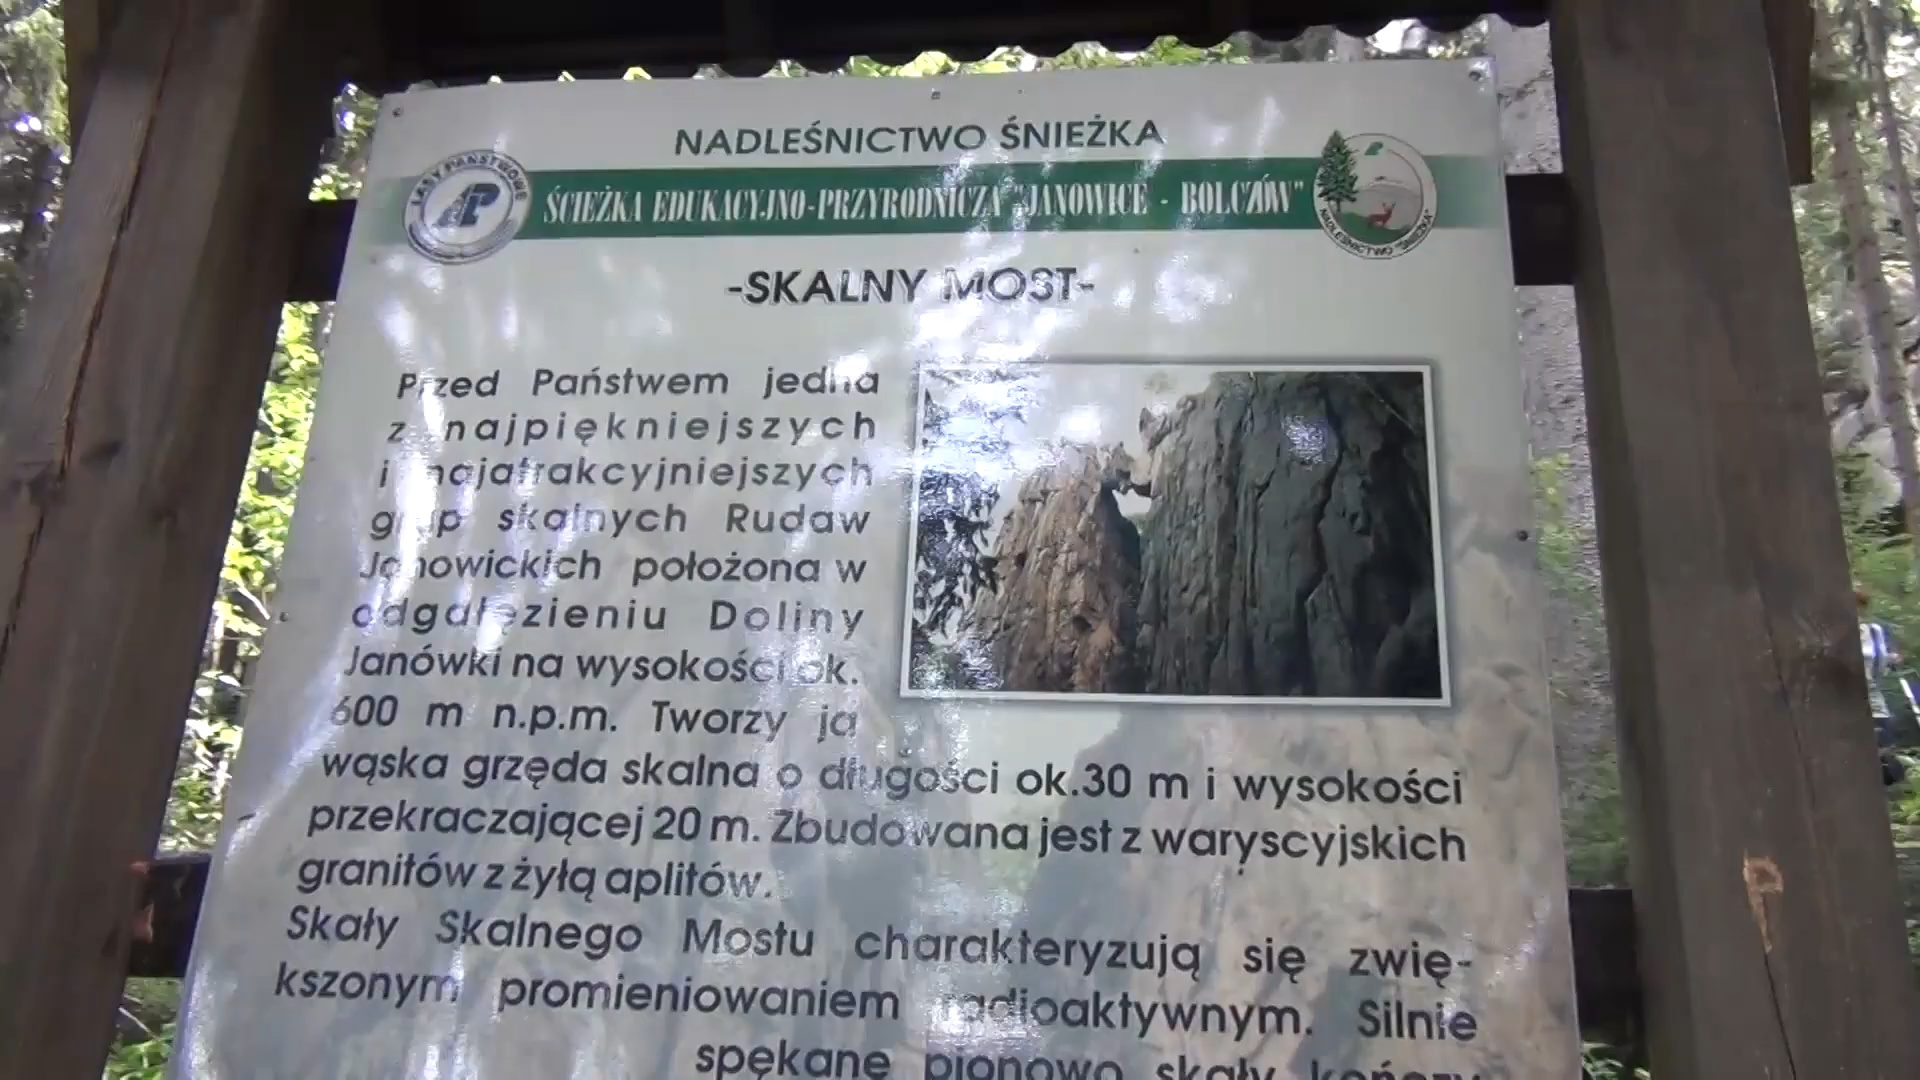 NADLEŚNICTWO ŚNIEŻKA
LASY PAŃSTWOWE
ŚCIEŻKA EDUKACYJNO-PRZYRODNICZA "JANOWICE - BOLCZÓW"
NADLEŚNICTWO "ŚNIEŻKA"
-SKALNY MOST-
Przed Państwem jedna
z najpiękniejszych
i najatrakcyjniejszych
grup skalnych Rudaw
Janowickich położona w
odgałęzieniu Doliny
Janówki na wysokości ok.
600 m n.p.m. Tworzy ją
wąska grzęda skalna o długości ok.30 m i wysokości
przekraczającej 20 m. Zbudowana jest z waryscyjskich
granitów z żyłą aplitów.
Skały Skalnego Mostu charakteryzują się zwię-
kszonym promieniowaniem radioaktywnym. Silnie
spękane pionowo skały kończy